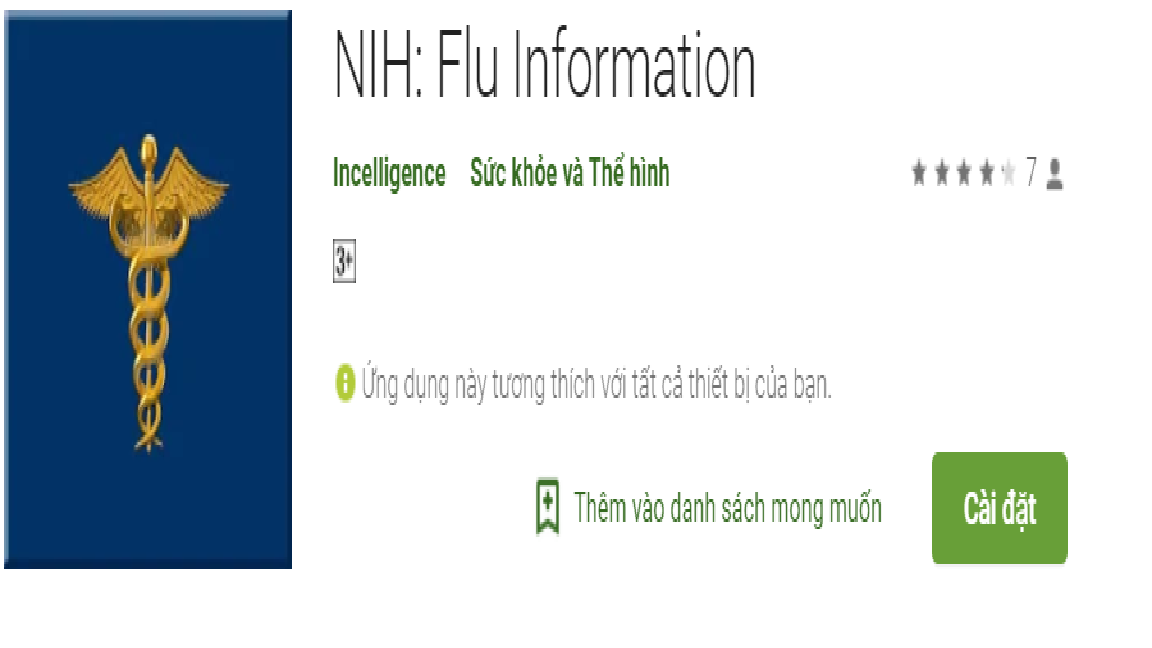 NIH: Flu Information
Incelligence Sức khỏe và Thể hình 7
3+
Ứng dụng này tương thích với tất cả thiết bị của bạn.
Thêm vào danh sách mong muốn Cài đặt